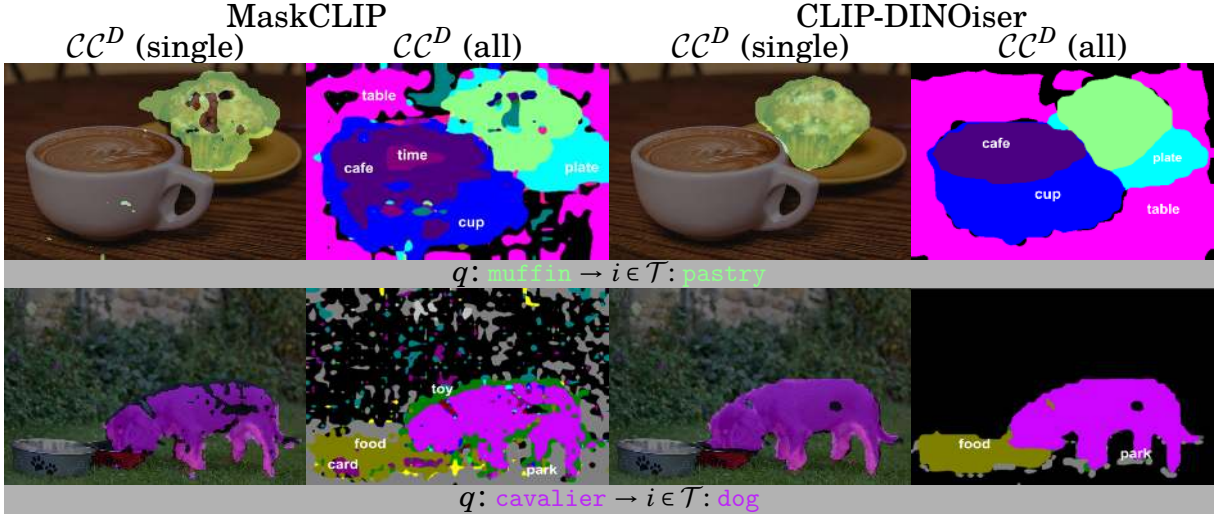 MaskCLIP CLIP-DINOiser
𝒞𝒞^D (single) 𝒞𝒞^D (all) 𝒞𝒞^D (single) 𝒞𝒞^D (all)
table
time
cafe
plate
cup
cafe
plate
cup
table
q: muffin → i ∈ 𝒯: pastry
toy
food
card
park
food
park
q: cavalier → i ∈ 𝒯: dog